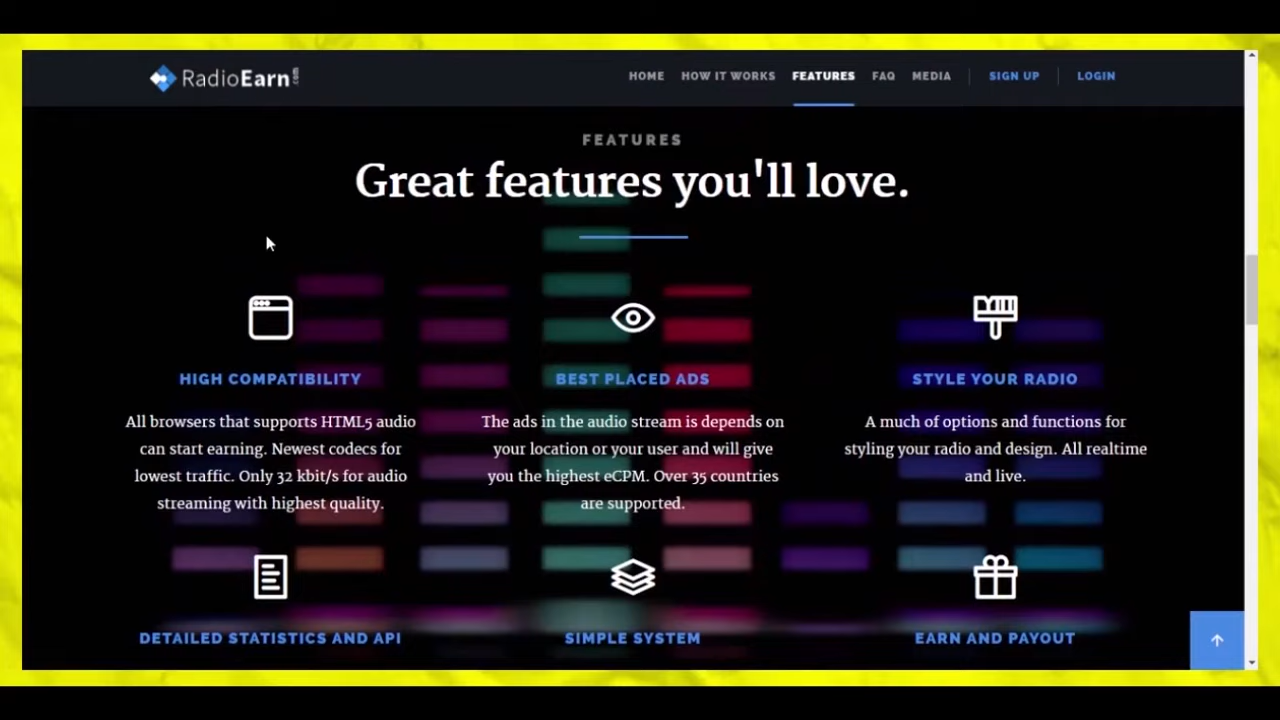 RadioEarn.com
HOME HOW IT WORKS FEATURES FAQ MEDIA SIGN UP LOGIN
FEATURES
Great features you'll love.
HIGH COMPATIBILITY
All browsers that supports HTML5 audio
can start earning. Newest codecs for
lowest traffic. Only 32 kbit/s for audio
streaming with highest quality.
BEST PLACED ADS
The ads in the audio stream is depends on
your location or your user and will give
you the highest eCPM. Over 35 countries
are supported.
STYLE YOUR RADIO
A much of options and functions for
styling your radio and design. All realtime
and live.
DETAILED STATISTICS AND API
SIMPLE SYSTEM
EARN AND PAYOUT